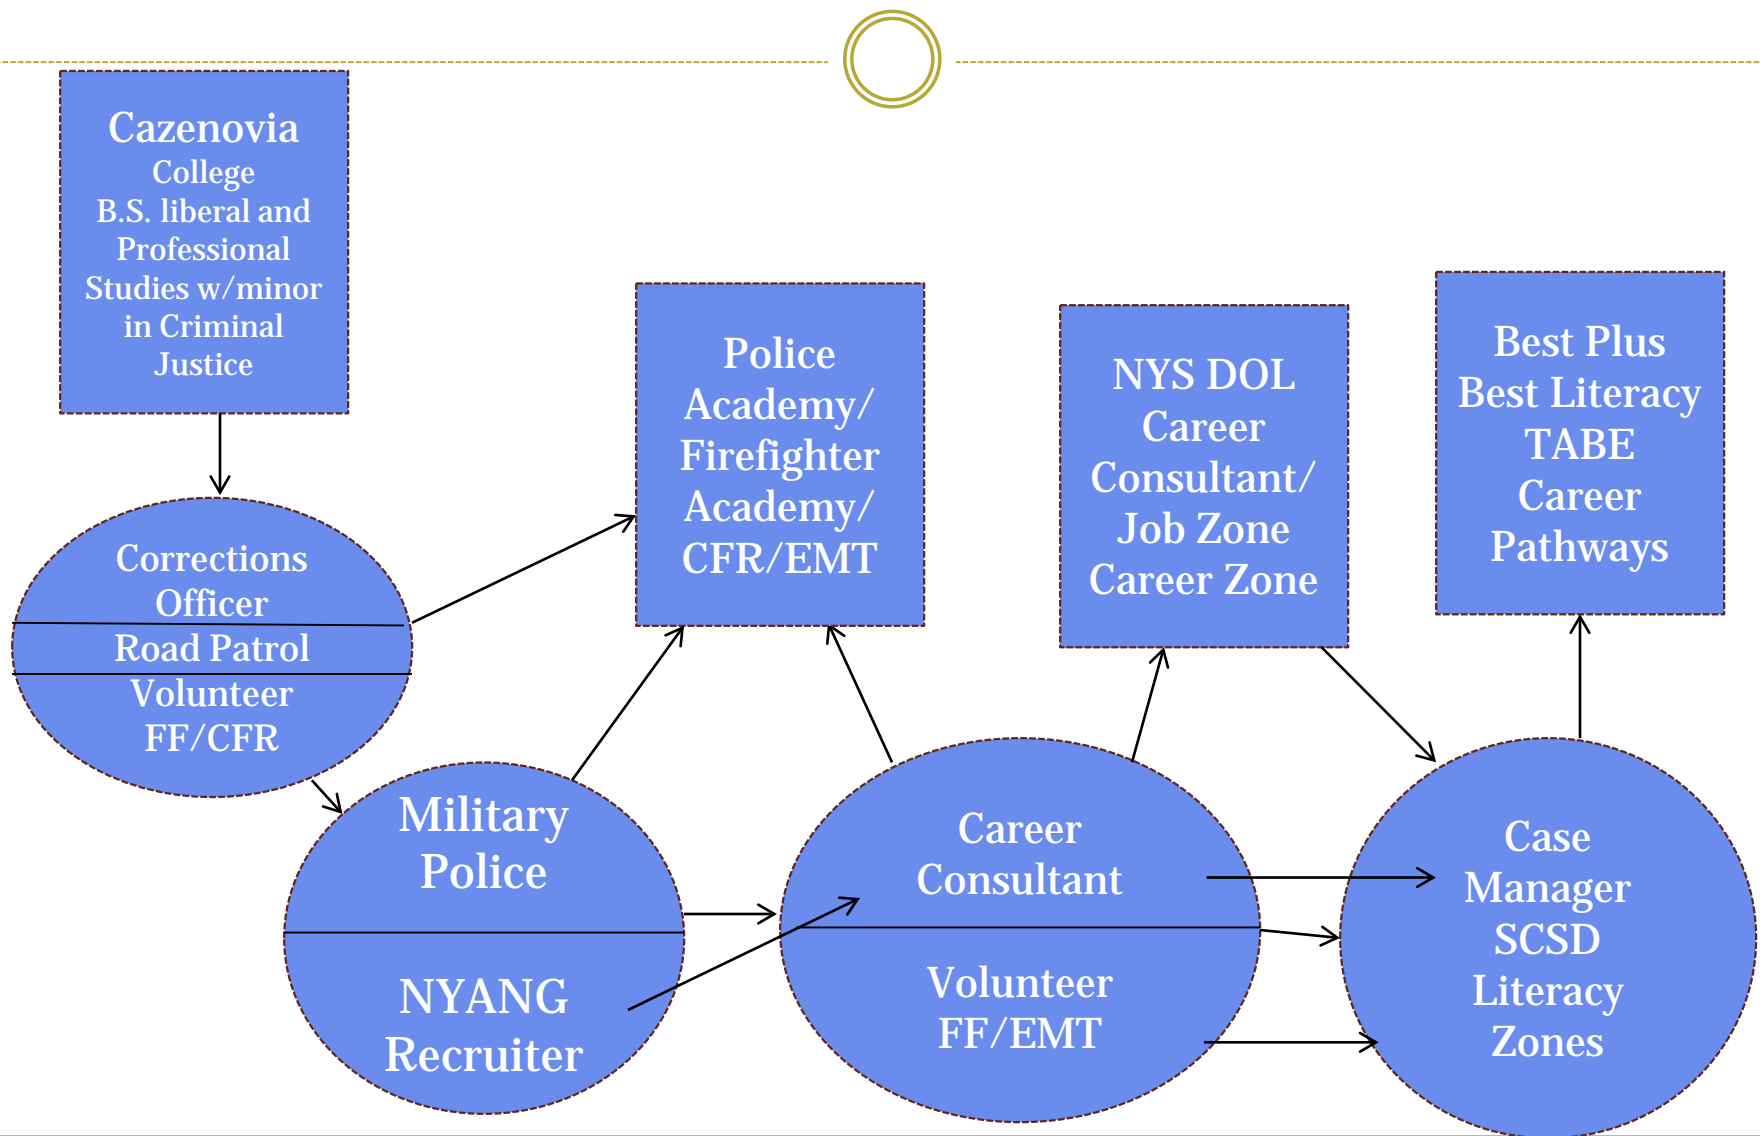 Cazenovia
College
B.S. liberal and
Professional
Studies w/minor
in Criminal
Justice
Corrections
Officer
Road Patrol
Volunteer
FF/CFR
Military
Police
NYANG
Recruiter
Police
Academy/
Firefighter
Academy/
CFR/EMT
Career
Consultant
Volunteer
FF/EMT
NYS DOL
Career
Consultant/
Job Zone
Career Zone
Case
Manager
SCSD
Literacy
Zones
Best Plus
Best Literacy
TABE
Career
Pathways